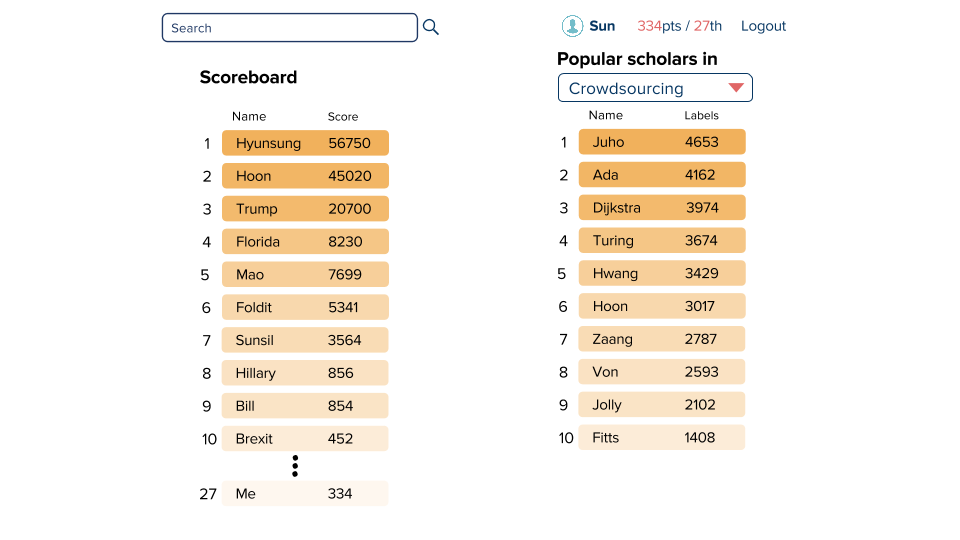 Search
Sun 334pts / 27th Logout
Scoreboard
Name Score
1 Hyunsung 56750
2 Hoon 45020
3 Trump 20700
4 Florida 8230
5 Mao 7699
6 Foldit 5341
7 Sunsil 3564
8 Hillary 856
9 Bill 854
10 Brexit 452
27 Me 334
Popular scholars in
Crowdsourcing
Name Labels
1 Juho 4653
2 Ada 4162
3 Dijkstra 3974
4 Turing 3674
5 Hwang 3429
6 Hoon 3017
7 Zaang 2787
8 Von 2593
9 Jolly 2102
10 Fitts 1408